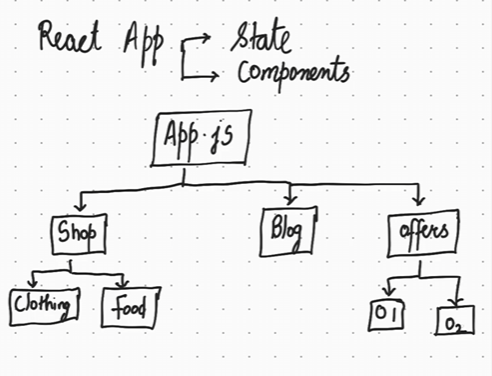 React App → State
→ Components
App.js
Shop Blog offers
Clothing Food O1 O2